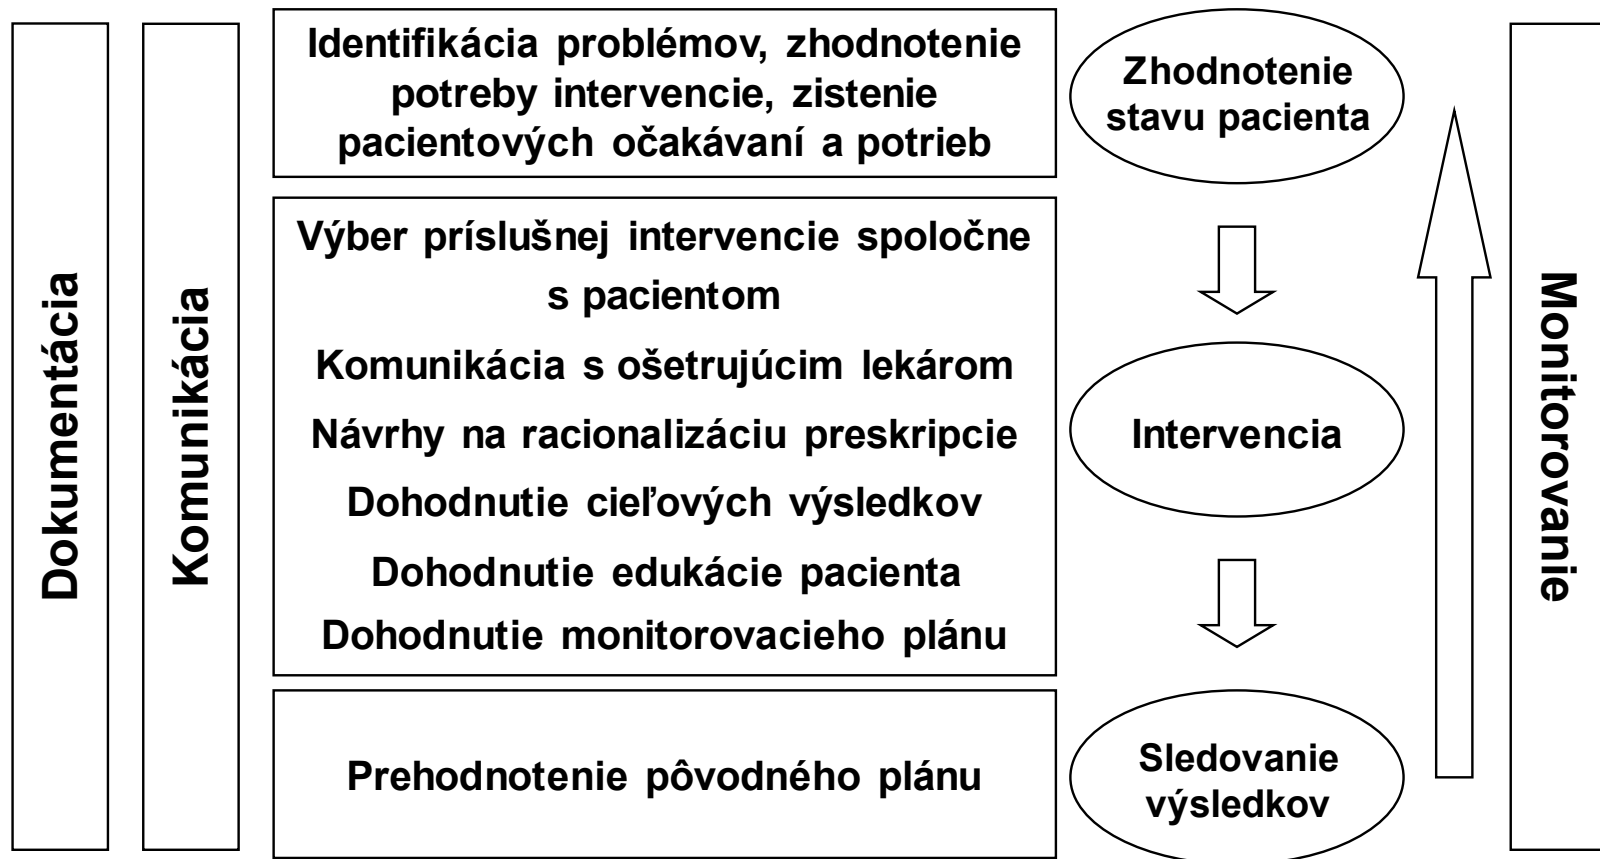 Dokumentácia
Komunikácia
Identifikácia problémov, zhodnotenie
potreby intervencie, zistenie
pacientových očakávaní a potrieb
Zhodnotenie
stavu pacienta
Výber príslušnej intervencie spoločne
s pacientom
Komunikácia s ošetrujúcim lekárom
Návrhy na racionalizáciu preskripcie
Dohodnutie cieľových výsledkov
Dohodnutie edukácie pacienta
Dohodnutie monitorovacieho plánu
Intervencia
Prehodnotenie pôvodného plánu
Sledovanie
výsledkov
Monitorovanie